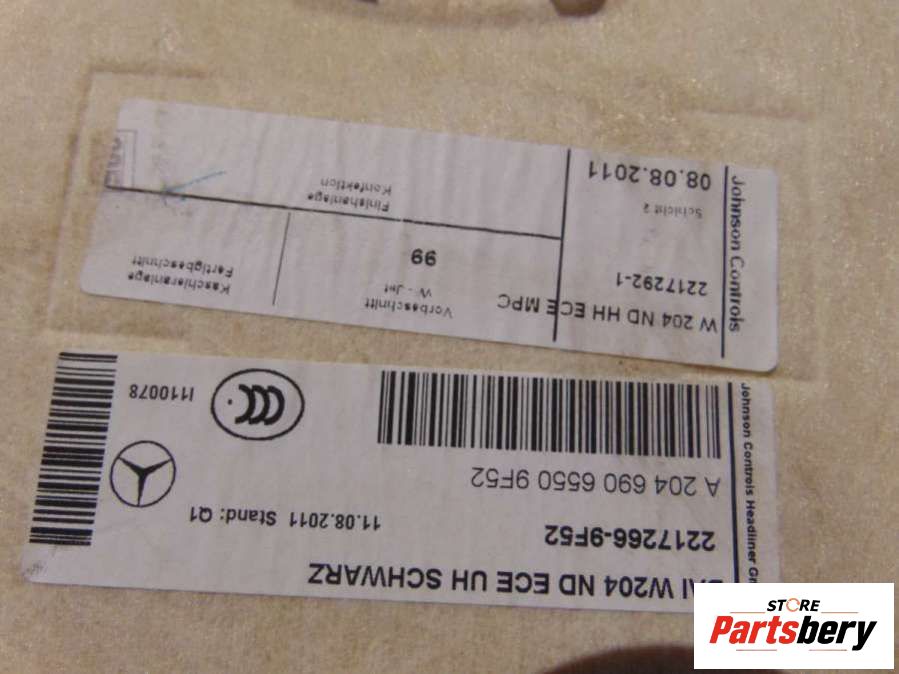 Johnson Controls
W 204 ND HH ECE MPC
2217292-1
Schicht 2
08.08.2011
Vorbeschnitt
W - Jet
99
Kaschieranlage
Fertigbeschnitt
Finishanlage
Konfektion
Johnson Controls Headliner
W204 ND ECE UH SCHWARZ
2217266-9F52
11.08.2011 Stand: Q1
A 204 690 6550 9F52
CCC
I110078
STORE
Partsbery